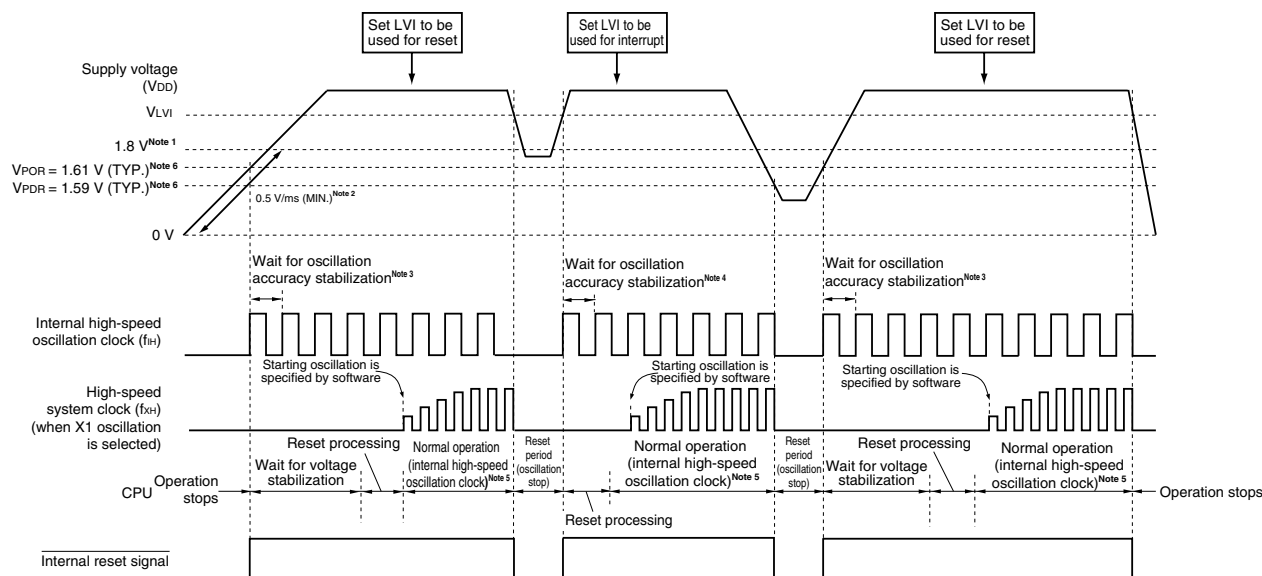 Set LVI to be
used for reset
Set LVI to be
used for interrupt
Set LVI to be
used for reset
Supply voltage
(VDD)
VLVI
1.8 V Note 1
VPOR = 1.61 V (TYP.) Note 6
VPDR = 1.59 V (TYP.) Note 6
0.5 V/ms (MIN.) Note 2
0 V
Wait for oscillation
accuracy stabilization Note 3
Wait for oscillation
accuracy stabilization Note 4
Wait for oscillation
accuracy stabilization Note 3
Internal high-speed
oscillation clock (fIH)
Starting oscillation is
specified by software
Starting oscillation is
specified by software
Starting oscillation is
specified by software
High-speed
system clock (fXH)
(when X1 oscillation
is selected)
Reset processing
Wait for voltage
stabilization
Normal operation
(internal high-speed
oscillation clock) Note 5
Reset
period
(oscillation
stop)
Normal operation
(internal high-speed
oscillation clock) Note 5
Reset
period
(oscillation
stop)
Reset processing
Wait for voltage
stabilization
Normal operation
(internal high-speed
oscillation clock) Note 5
CPU
Operation
stops
Operation stops
Reset processing
Internal reset signal